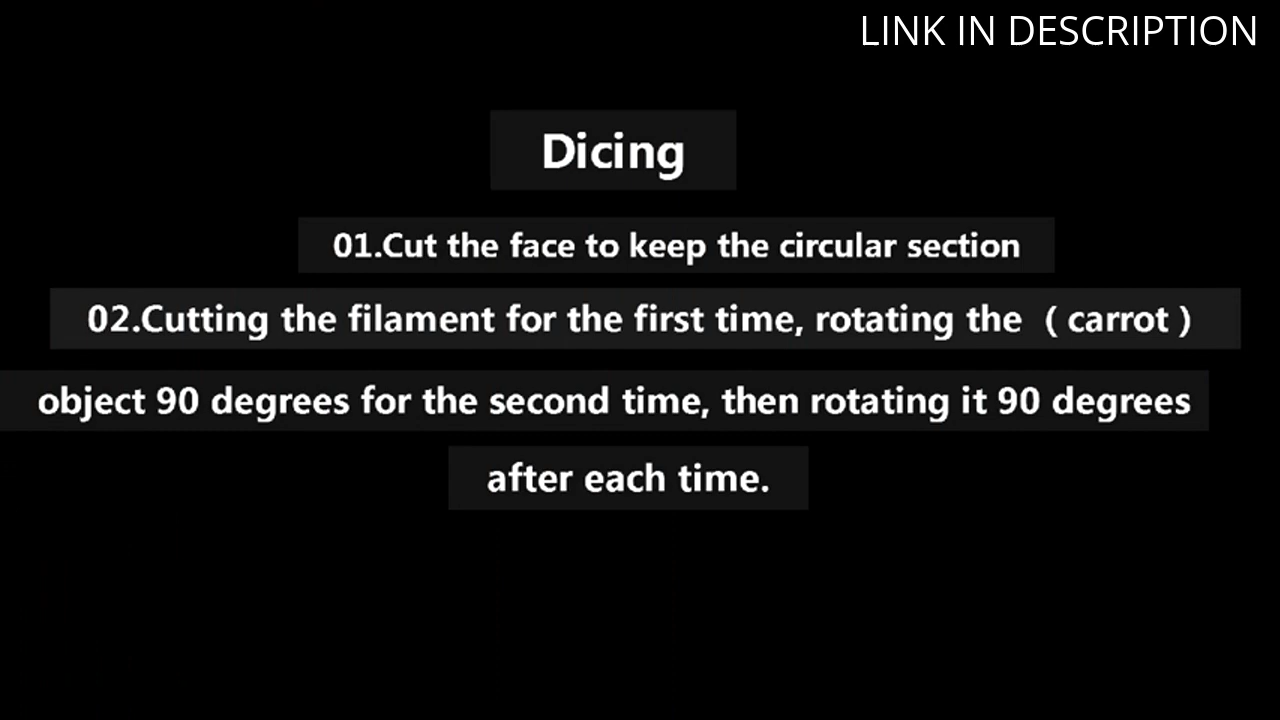 LINK IN DESCRIPTION
Dicing
01.Cut the face to keep the circular section
02.Cutting the filament for the first time, rotating the ( carrot )
object 90 degrees for the second time, then rotating it 90 degrees
after each time.